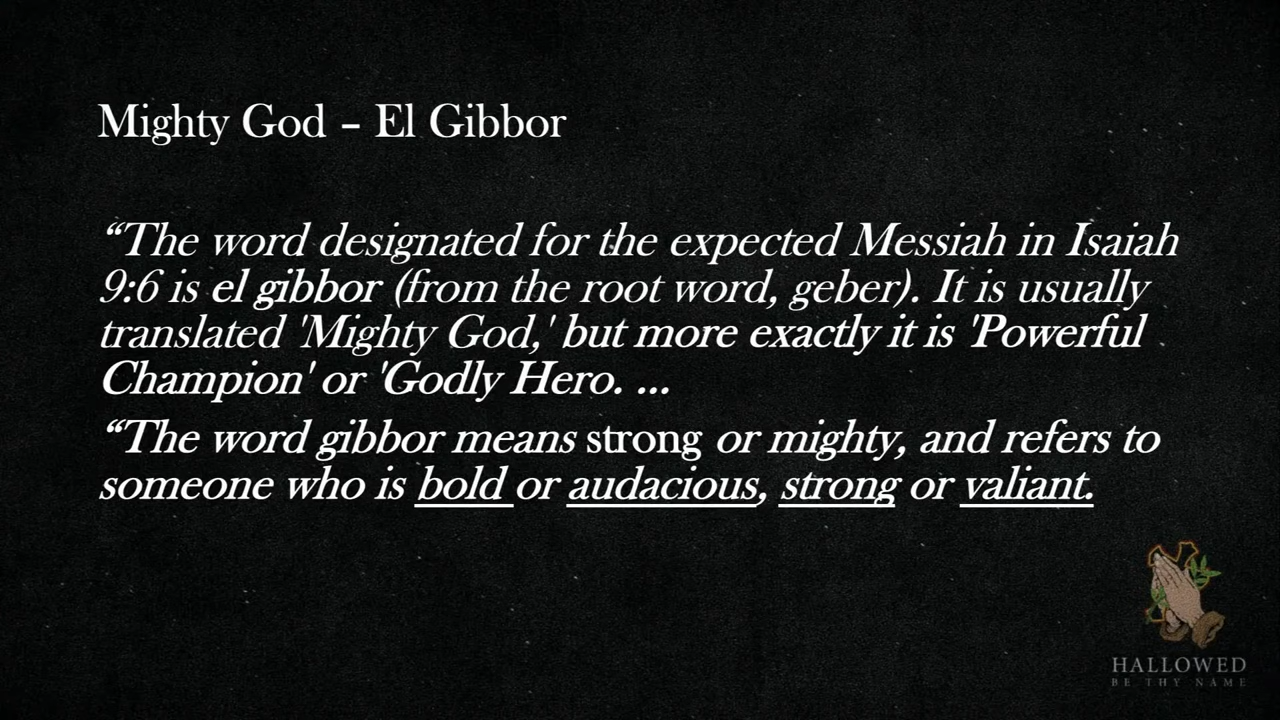 Mighty God – El Gibbor
“The word designated for the expected Messiah in Isaiah
9:6 is el gibbor (from the root word, geber). It is usually
translated 'Mighty God,' but more exactly it is 'Powerful
Champion' or 'Godly Hero. ...
“The word gibbor means strong or mighty, and refers to
someone who is bold or audacious, strong or valiant.
HALLOWED
BE THY NAME